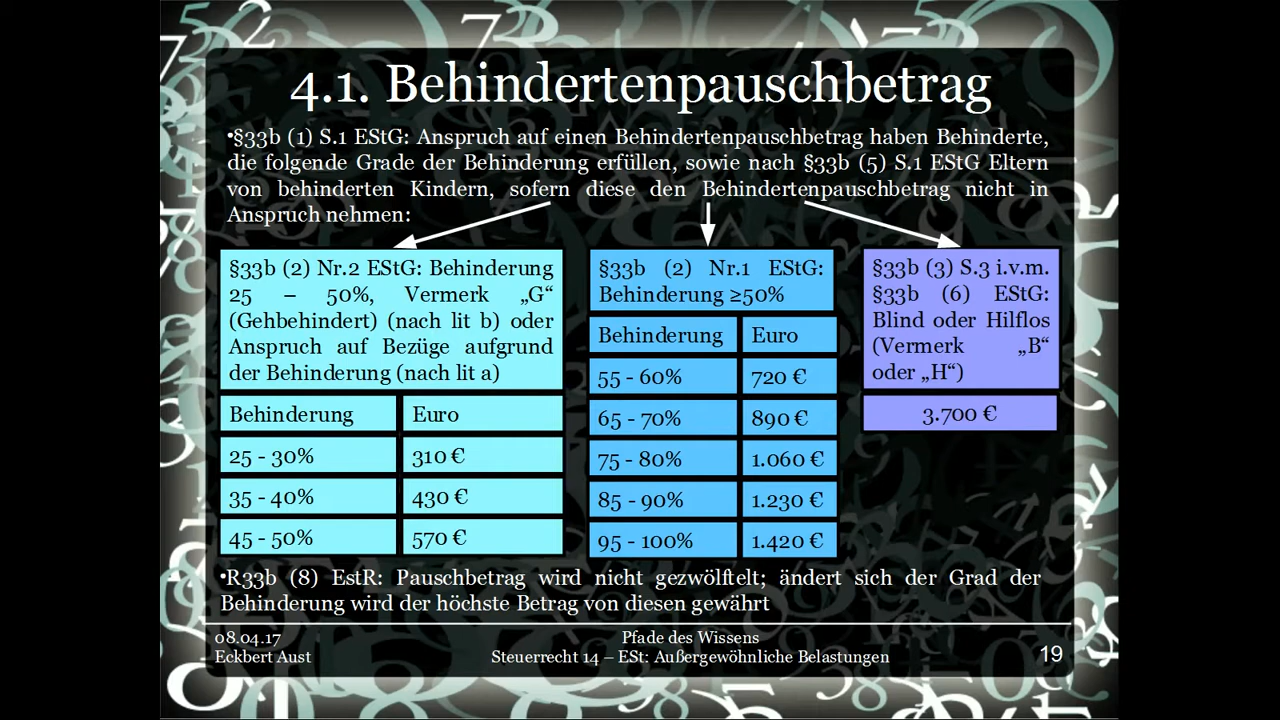 4.1. Behindertenpauschbetrag
•§33b (1) S.1 EStG: Anspruch auf einen Behindertenpauschbetrag haben Behinderte,
die folgende Grade der Behinderung erfüllen, sowie nach §33b (5) S.1 EStG Eltern
von behinderten Kindern, sofern diese den Behindertenpauschbetrag nicht in
Anspruch nehmen:
§33b (2) Nr.2 EStG: Behinderung
25 – 50%, Vermerk „G“
(Gehbehindert) (nach lit b) oder
Anspruch auf Bezüge aufgrund
der Behinderung (nach lit a)
Behinderung Euro
25 - 30% 310 €
35 - 40% 430 €
45 - 50% 570 €
§33b (2) Nr.1 EStG:
Behinderung ≥50%
Behinderung Euro
55 - 60% 720 €
65 - 70% 890 €
75 - 80% 1.060 €
85 - 90% 1.230 €
95 - 100% 1.420 €
§33b (3) S.3 i.v.m.
§33b (6) EStG:
Blind oder Hilflos
(Vermerk „B“
oder „H“)
3.700 €
•R33b (8) EstR: Pauschbetrag wird nicht gezwölftelt; ändert sich der Grad der
Behinderung wird der höchste Betrag von diesen gewährt
08.04.17
Eckbert Aust
Pfade des Wissens
Steuerrecht 14 – ESt: Außergewöhnliche Belastungen
19